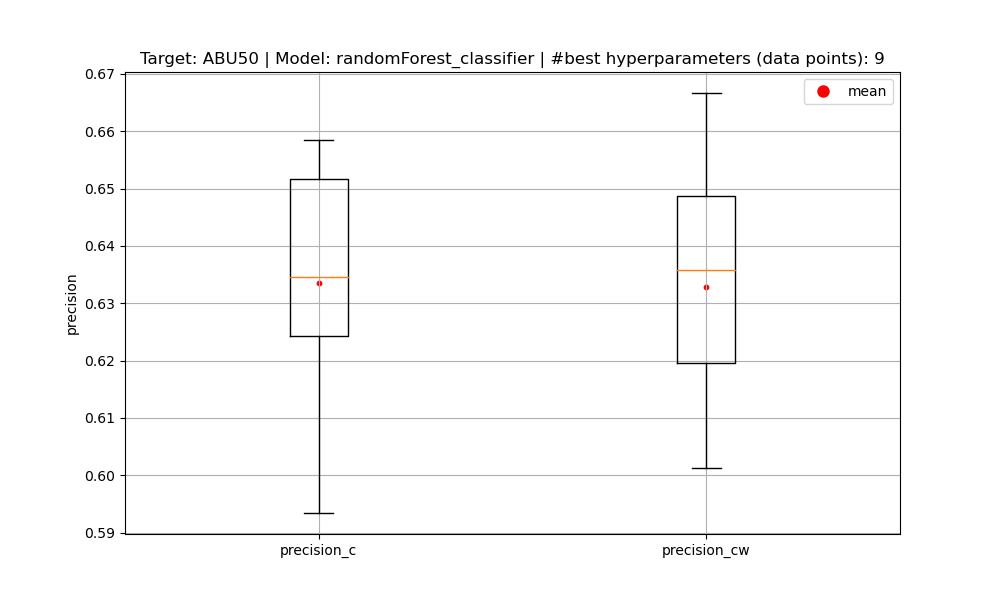 Target: ABU50 | Model: randomForest_classifier | #best hyperparameters (data points): 9
mean
0.67
0.66
0.65
0.64
0.63
0.62
0.61
0.60
0.59
precision
precision_c
precision_cw